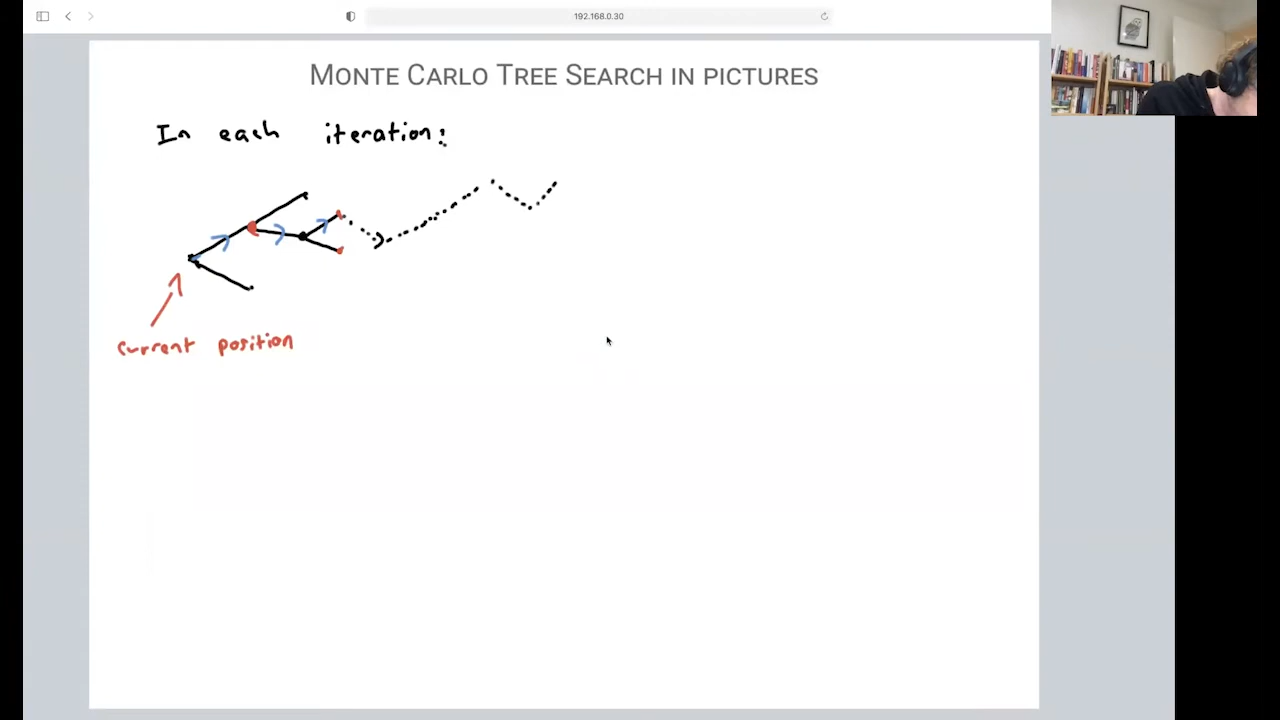 192.168.0.30
MONTE CARLO TREE SEARCH IN PICTURES
In each iteration:
current position